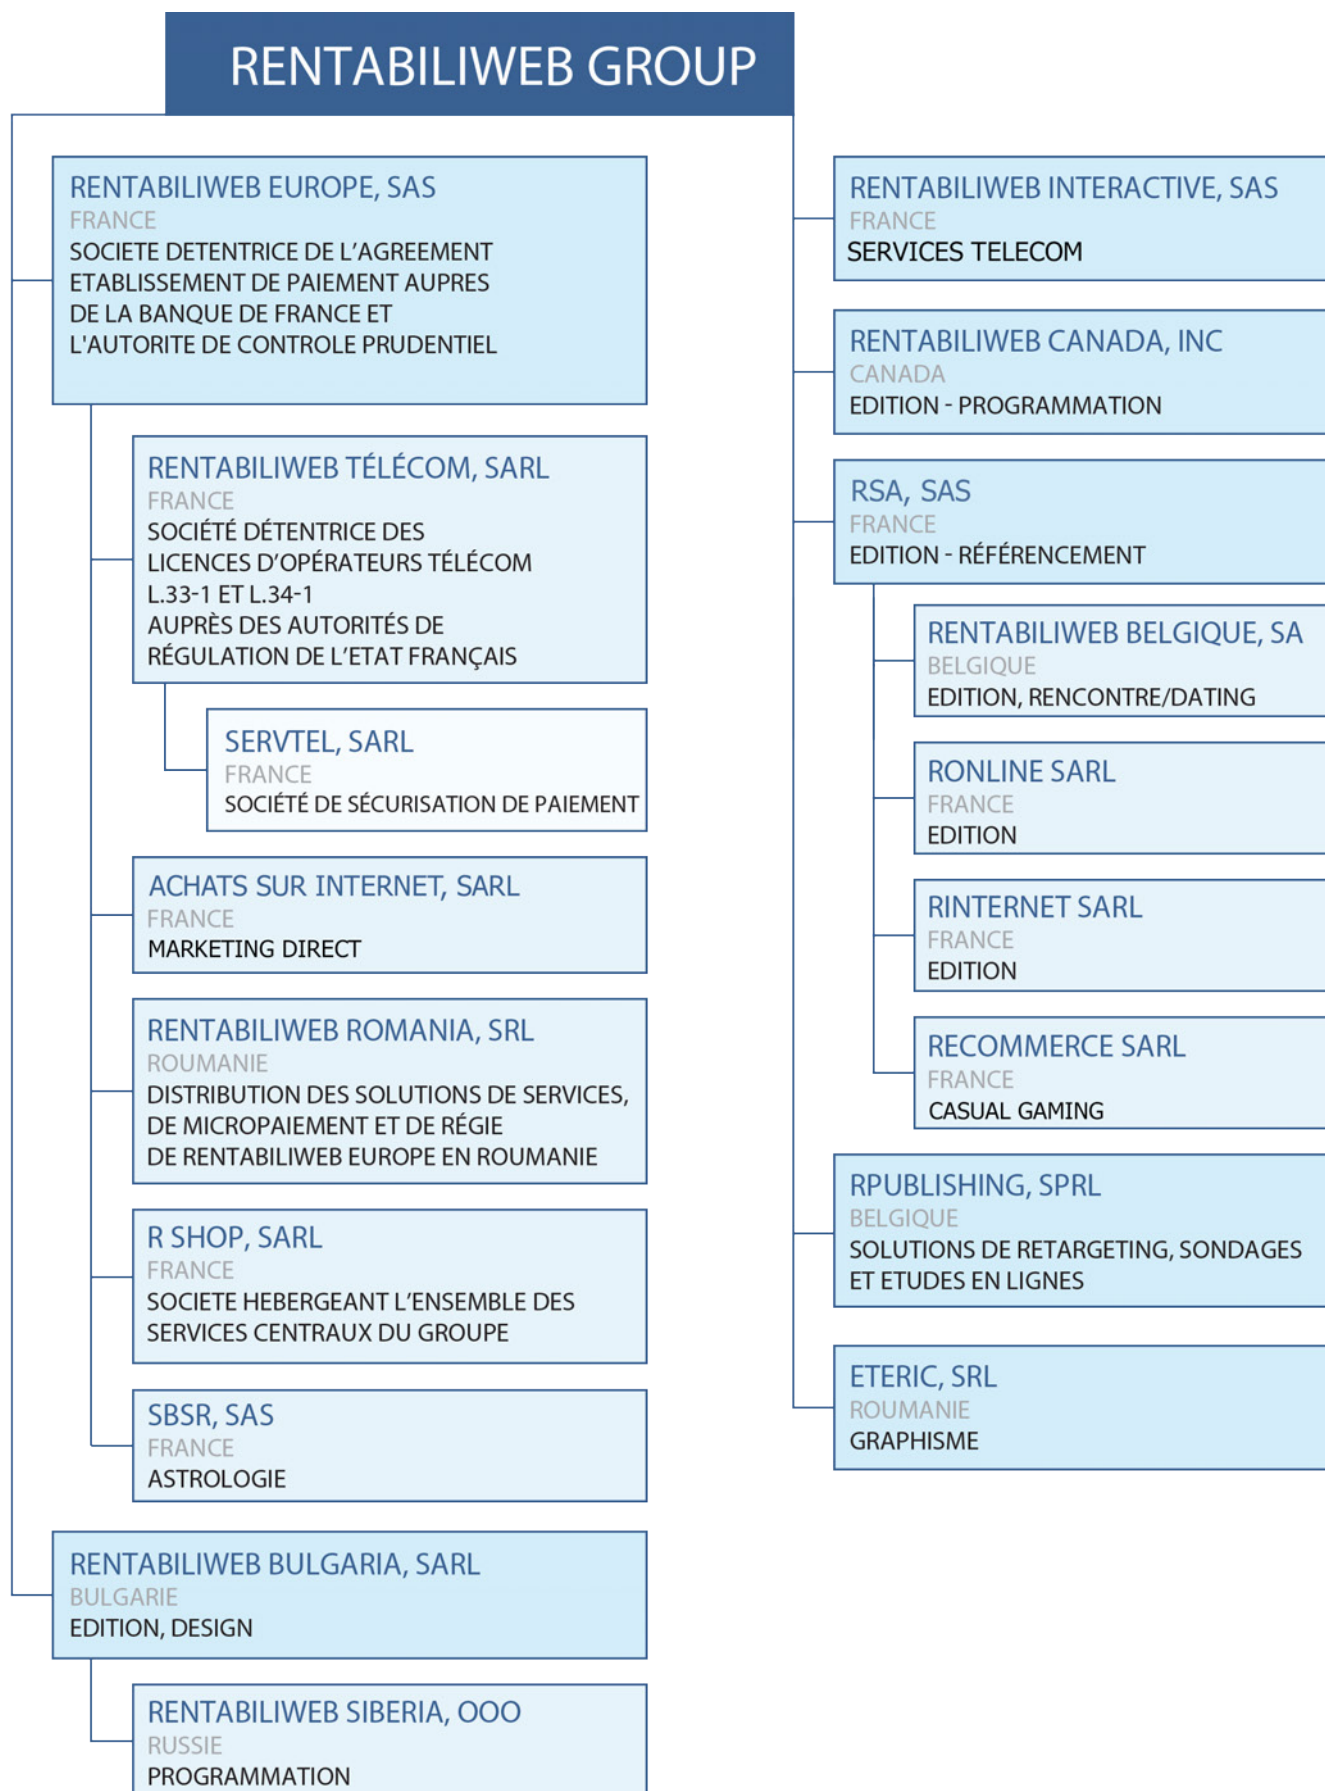 RENTABILIWEB GROUP
RENTABILIWEB EUROPE, SAS
FRANCE
SOCIETE DETENTRICE DE L’AGREEMENT
ETABLISSEMENT DE PAIEMENT AUPRES
DE LA BANQUE DE FRANCE ET
L'AUTORITE DE CONTROLE PRUDENTIEL
RENTABILIWEB TÉLÉCOM, SARL
FRANCE
SOCIÉTÉ DÉTENTRICE DES
LICENCES D’OPÉRATEURS TÉLÉCOM
L.33-1 ET L.34-1
AUPRÈS DES AUTORITÉS DE
RÉGULATION DE L’ETAT FRANÇAIS
SERVTEL, SARL
FRANCE
SOCIÉTÉ DE SÉCURISATION DE PAIEMENT
ACHATS SUR INTERNET, SARL
FRANCE
MARKETING DIRECT
RENTABILIWEB ROMANIA, SRL
ROUMANIE
DISTRIBUTION DES SOLUTIONS DE SERVICES,
DE MICROPAIEMENT ET DE RÉGIE
DE RENTABILIWEB EUROPE EN ROUMANIE
R SHOP, SARL
FRANCE
SOCIETE HEBERGEANT L’ENSEMBLE DES
SERVICES CENTRAUX DU GROUPE
SBSR, SAS
FRANCE
ASTROLOGIE
RENTABILIWEB BULGARIA, SARL
BULGARIE
EDITION, DESIGN
RENTABILIWEB SIBERIA, OOO
RUSSIE
PROGRAMMATION
RENTABILIWEB INTERACTIVE, SAS
FRANCE
SERVICES TELECOM
RENTABILIWEB CANADA, INC
CANADA
EDITION - PROGRAMMATION
RSA, SAS
FRANCE
EDITION - RÉFÉRENCEMENT
RENTABILIWEB BELGIQUE, SA
BELGIQUE
EDITION, RENCONTRE/DATING
RONLINE SARL
FRANCE
EDITION
RINTERNET SARL
FRANCE
EDITION
RECOMMERCE SARL
FRANCE
CASUAL GAMING
RPUBLISHING, SPRL
BELGIQUE
SOLUTIONS DE RETARGETING, SONDAGES
ET ETUDES EN LIGNES
ETERIC, SRL
ROUMANIE
GRAPHISME